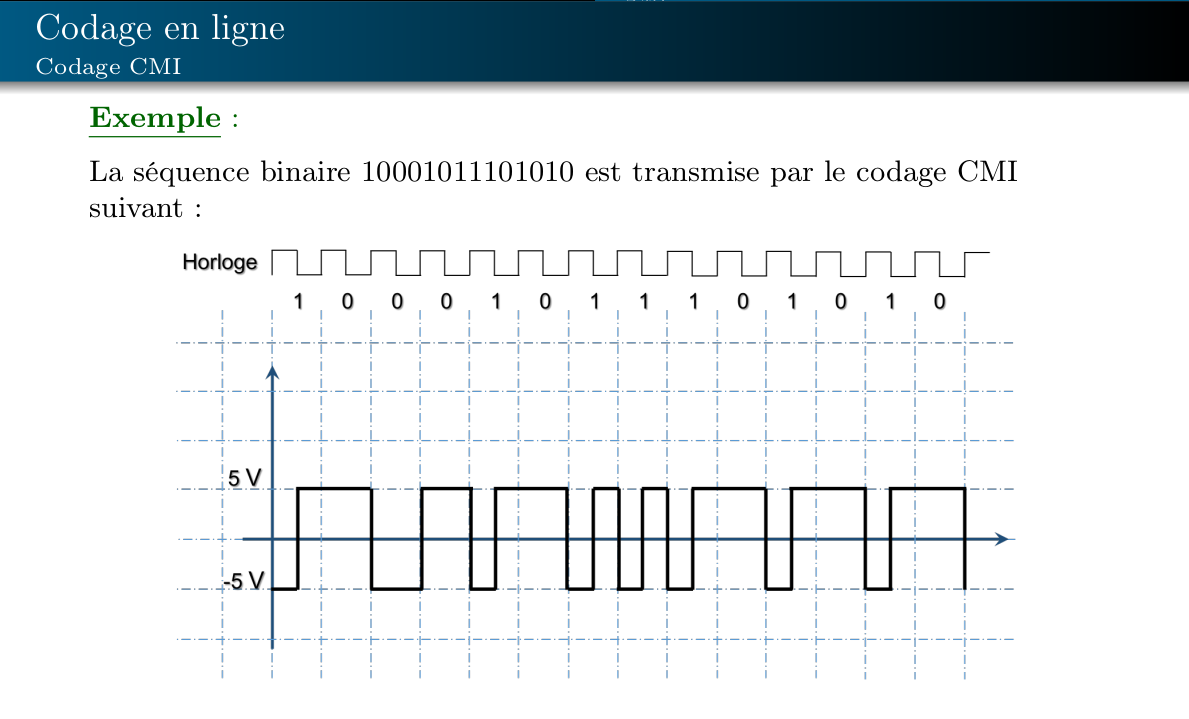 Codage en ligne
Codage CMI
Exemple :
La séquence binaire 10001011101010 est transmise par le codage CMI
suivant :
Horloge
1 0 0 0 1 0 1 1 1 0 1 0 1 0
5 V
-5 V